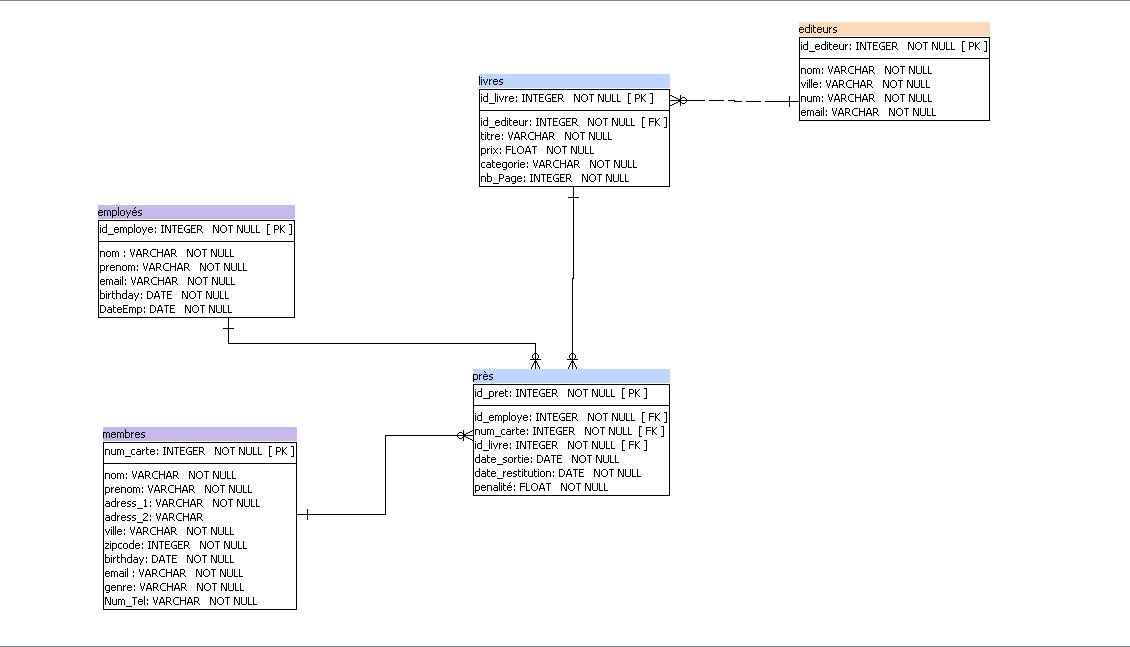 editeurs
id_editeur: INTEGER NOT NULL [ PK ]
nom: VARCHAR NOT NULL
ville: VARCHAR NOT NULL
num: VARCHAR NOT NULL
email: VARCHAR NOT NULL
livres
id_livre: INTEGER NOT NULL [ PK ]
id_editeur: INTEGER NOT NULL [ FK ]
titre: VARCHAR NOT NULL
prix: FLOAT NOT NULL
categorie: VARCHAR NOT NULL
nb_Page: INTEGER NOT NULL
employés
id_employe: INTEGER NOT NULL [ PK ]
nom : VARCHAR NOT NULL
prenom: VARCHAR NOT NULL
email: VARCHAR NOT NULL
birthday: DATE NOT NULL
DateEmp: DATE NOT NULL
près
id_pret: INTEGER NOT NULL [ PK ]
id_employe: INTEGER NOT NULL [ FK ]
num_carte: INTEGER NOT NULL [ FK ]
id_livre: INTEGER NOT NULL [ FK ]
date_sortie: DATE NOT NULL
date_restitution: DATE NOT NULL
penalité: FLOAT NOT NULL
membres
num_carte: INTEGER NOT NULL [ PK ]
nom: VARCHAR NOT NULL
prenom: VARCHAR NOT NULL
adress_1: VARCHAR NOT NULL
adress_2: VARCHAR
ville: VARCHAR NOT NULL
zipcode: INTEGER NOT NULL
birthday: DATE NOT NULL
email : VARCHAR NOT NULL
genre: VARCHAR NOT NULL
Num_Tel: VARCHAR NOT NULL